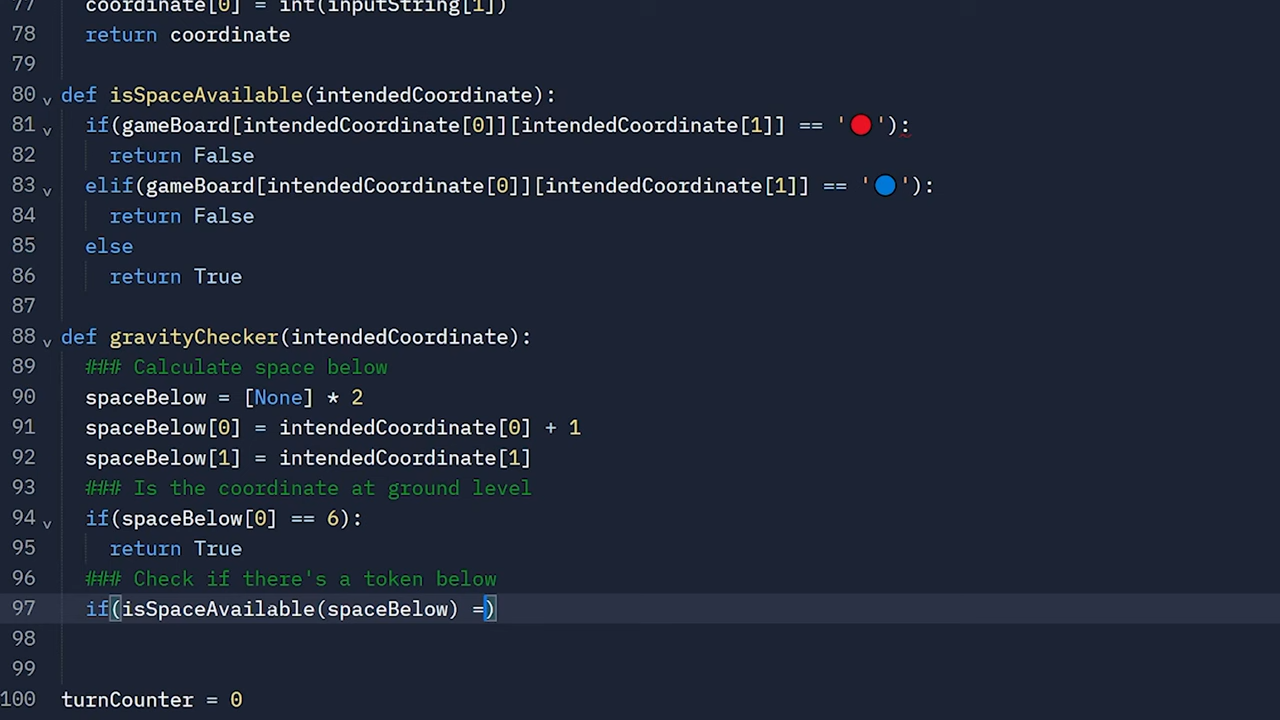 77 coordinate[0] = int(inputString[1])
78 return coordinate
79
80 def isSpaceAvailable(intendedCoordinate):
81 if(gameBoard[intendedCoordinate[0]][intendedCoordinate[1]] == '🔴'):
82 return False
83 elif(gameBoard[intendedCoordinate[0]][intendedCoordinate[1]] == '🔵'):
84 return False
85 else
86 return True
87
88 def gravityChecker(intendedCoordinate):
89 ### Calculate space below
90 spaceBelow = [None] * 2
91 spaceBelow[0] = intendedCoordinate[0] + 1
92 spaceBelow[1] = intendedCoordinate[1]
93 ### Is the coordinate at ground level
94 if(spaceBelow[0] == 6):
95 return True
96 ### Check if there's a token below
97 if(isSpaceAvailable(spaceBelow) =)
98
99
100 turnCounter = 0